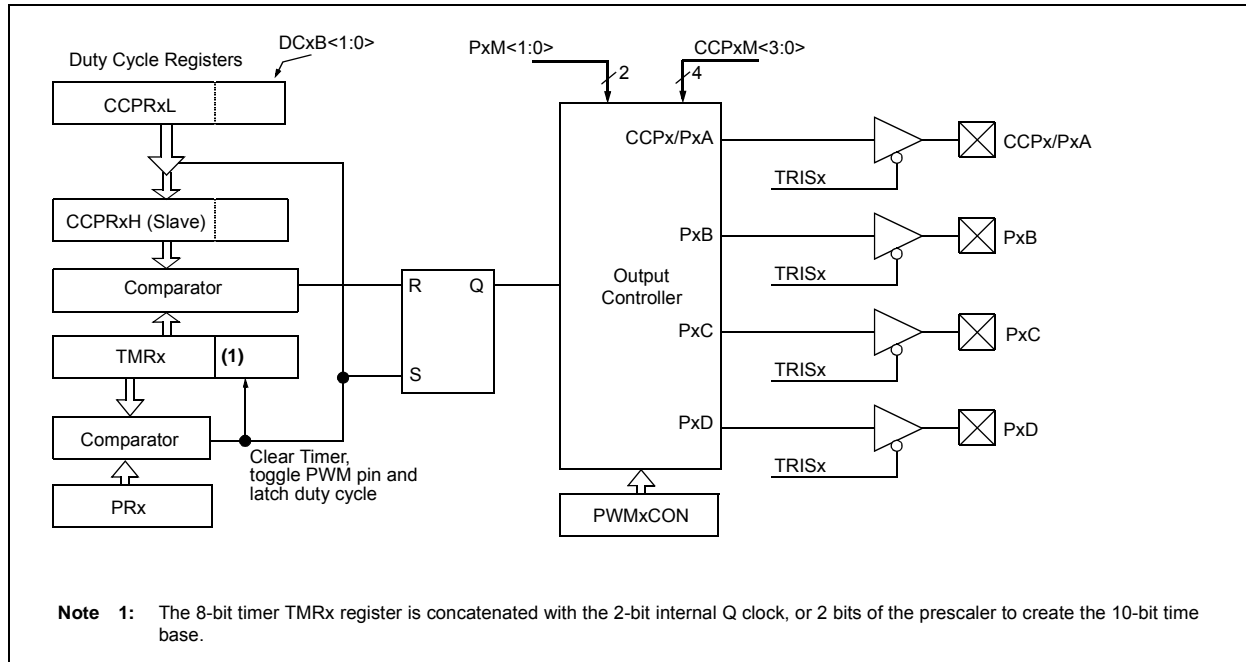 DCxB<1:0>
Duty Cycle Registers
CCPRxL
CCPRxH (Slave)
Comparator
TMRx
(1)
Comparator
PRx
Clear Timer,
toggle PWM pin and
latch duty cycle
R
Q
S
PxM<1:0>
2
CCPxM<3:0>
4
Output
Controller
CCPx/PxA
PxB
PxC
PxD
PWMxCON
TRISx
CCPx/PxA
TRISx
PxB
TRISx
PxC
TRISx
PxD
Note 1: The 8-bit timer TMRx register is concatenated with the 2-bit internal Q clock, or 2 bits of the prescaler to create the 10-bit time
base.